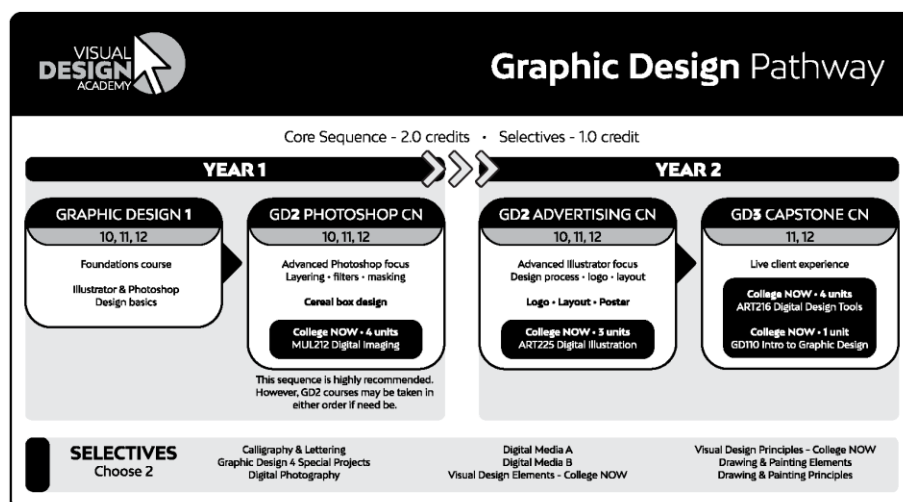 VISUAL
DESIGN
ACADEMY
Graphic Design Pathway
Core Sequence - 2.0 credits • Selectives - 1.0 credit
YEAR 1
YEAR 2
GRAPHIC DESIGN 1
10, 11, 12
Foundations course
Illustrator & Photoshop
Design basics
GD2 PHOTOSHOP CN
10, 11, 12
Advanced Photoshop focus
Layering • filters • masking
Cereal box design
College NOW • 4 units
MUL212 Digital Imaging
This sequence is highly recommended.
However, GD2 courses may be taken in
either order if need be.
GD2 ADVERTISING CN
10, 11, 12
Advanced Illustrator focus
Design process • logo • layout
Logo • Layout • Poster
College NOW • 3 units
ART225 Digital Illustration
GD3 CAPSTONE CN
11, 12
Live client experience
College NOW • 4 units
ART216 Digital Design Tools
College NOW • 1 unit
GD110 Intro to Graphic Design
SELECTIVES
Choose 2
Calligraphy & Lettering
Graphic Design 4 Special Projects
Digital Photography
Digital Media A
Digital Media B
Visual Design Elements - College NOW
Visual Design Principles - College NOW
Drawing & Painting Elements
Drawing & Painting Principles